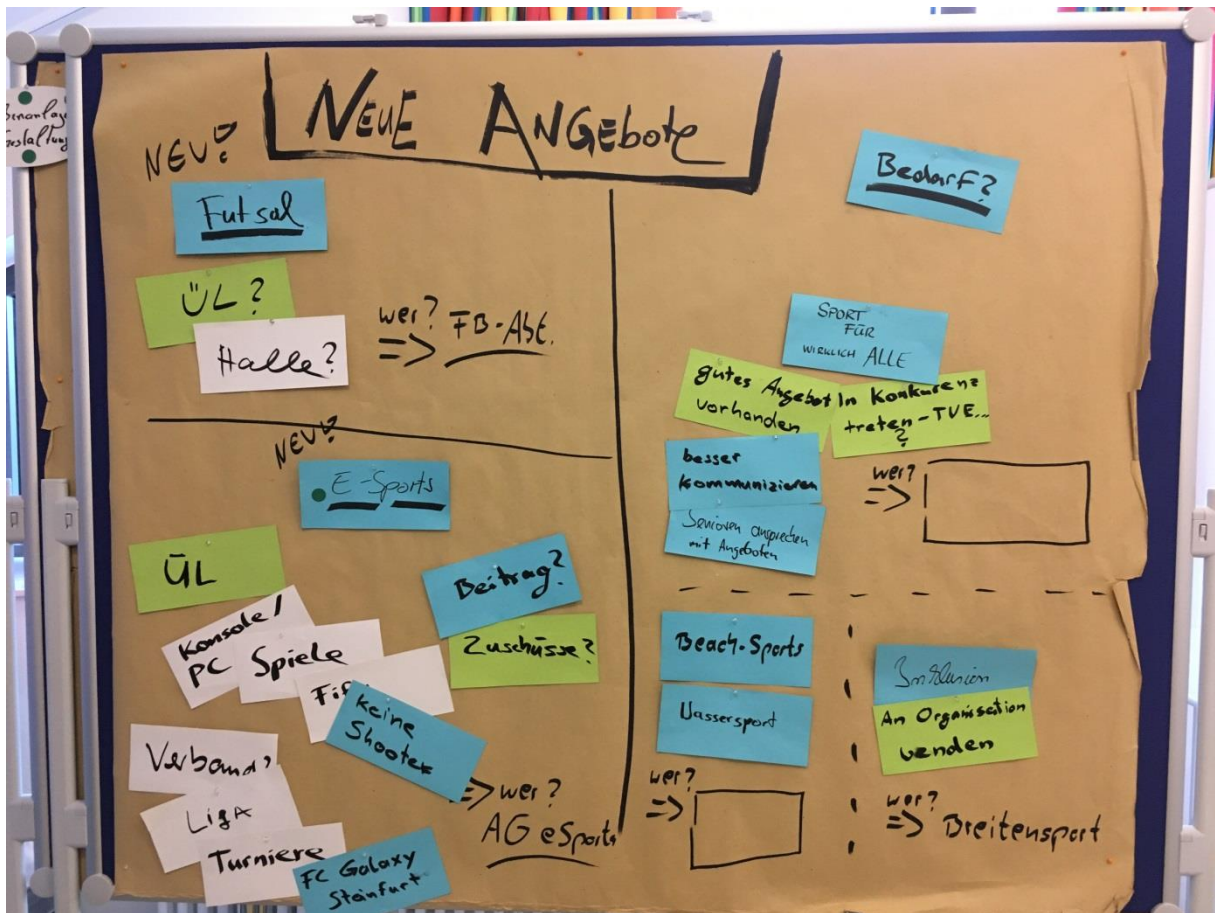 NEUE ANGEbote
NEU?
Futsal
ÜL?
Halle?
wer?
=> FB-Abt.
NEU?
E-Sports
ÜL
Konsole/
PC
Spiele
Fif
keine
Shooter
Beitrag?
Zuschüsse?
Verband?
Liga
Turniere
FC Galaxy
Steinfurt
=> wer?
AG eSports
Bedarf?
SPORT
FÜR
WIRKLICH ALLE
gutes Angebot
vorhanden
In Konkurenz
treten-TVE...
?
besser
kommunizieren
Senioren ansprechen
mit Angeboten
wer?
=>
Beach-Sports
Wassersport
wer?
=>
Inklusion
An Organisation
wenden
wer?
=> Breitensport